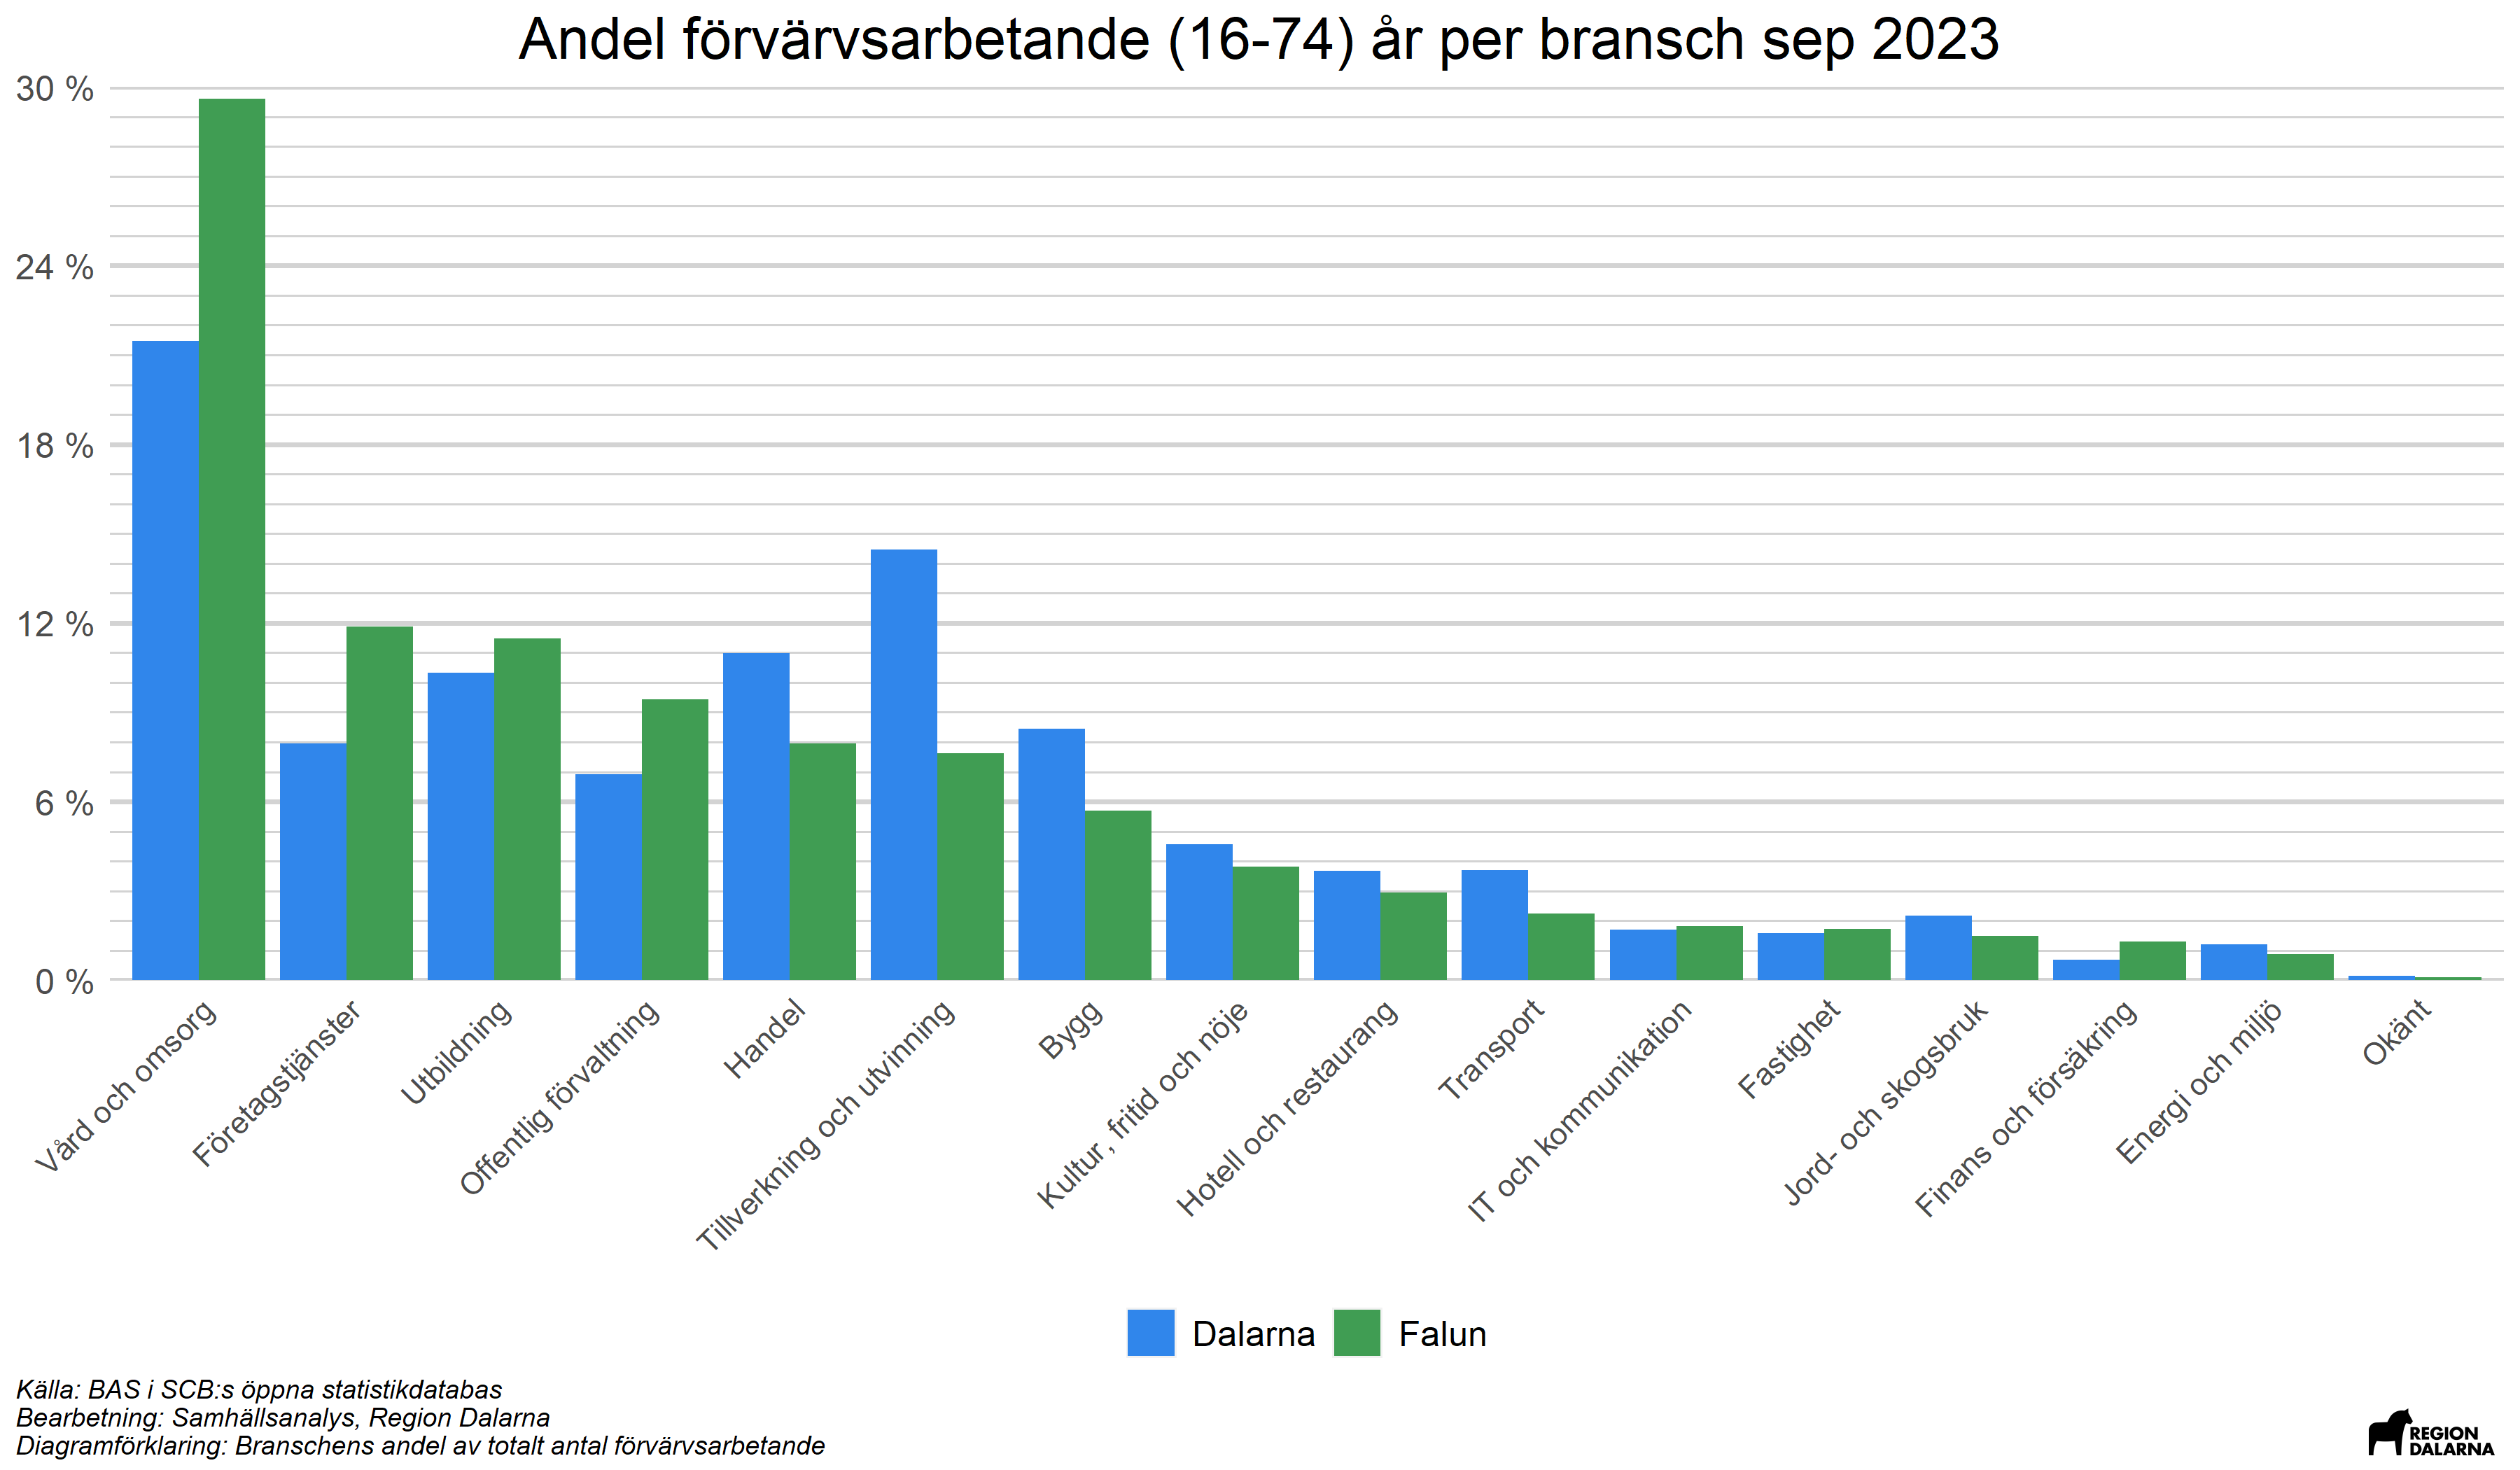 Andel förvärvsarbetande (16-74) år per bransch sep 2023
30 %
24 %
18 %
12 %
6 %
0 %
Vård och omsorg
Företagstjänster
Utbildning
Offentlig förvaltning
Handel
Tillverkning och utvinning
Bygg
Kultur, fritid och nöje
Hotell och restaurang
Transport
IT och kommunikation
Fastighet
Jord- och skogsbruk
Finans och försäkring
Energi och miljö
Okänt
Dalarna
Falun
Källa: BAS i SCB:s öppna statistikdatabas
Bearbetning: Samhällsanalys, Region Dalarna
Diagramförklaring: Branschens andel av totalt antal förvärvsarbetande
REGION
DALARNA